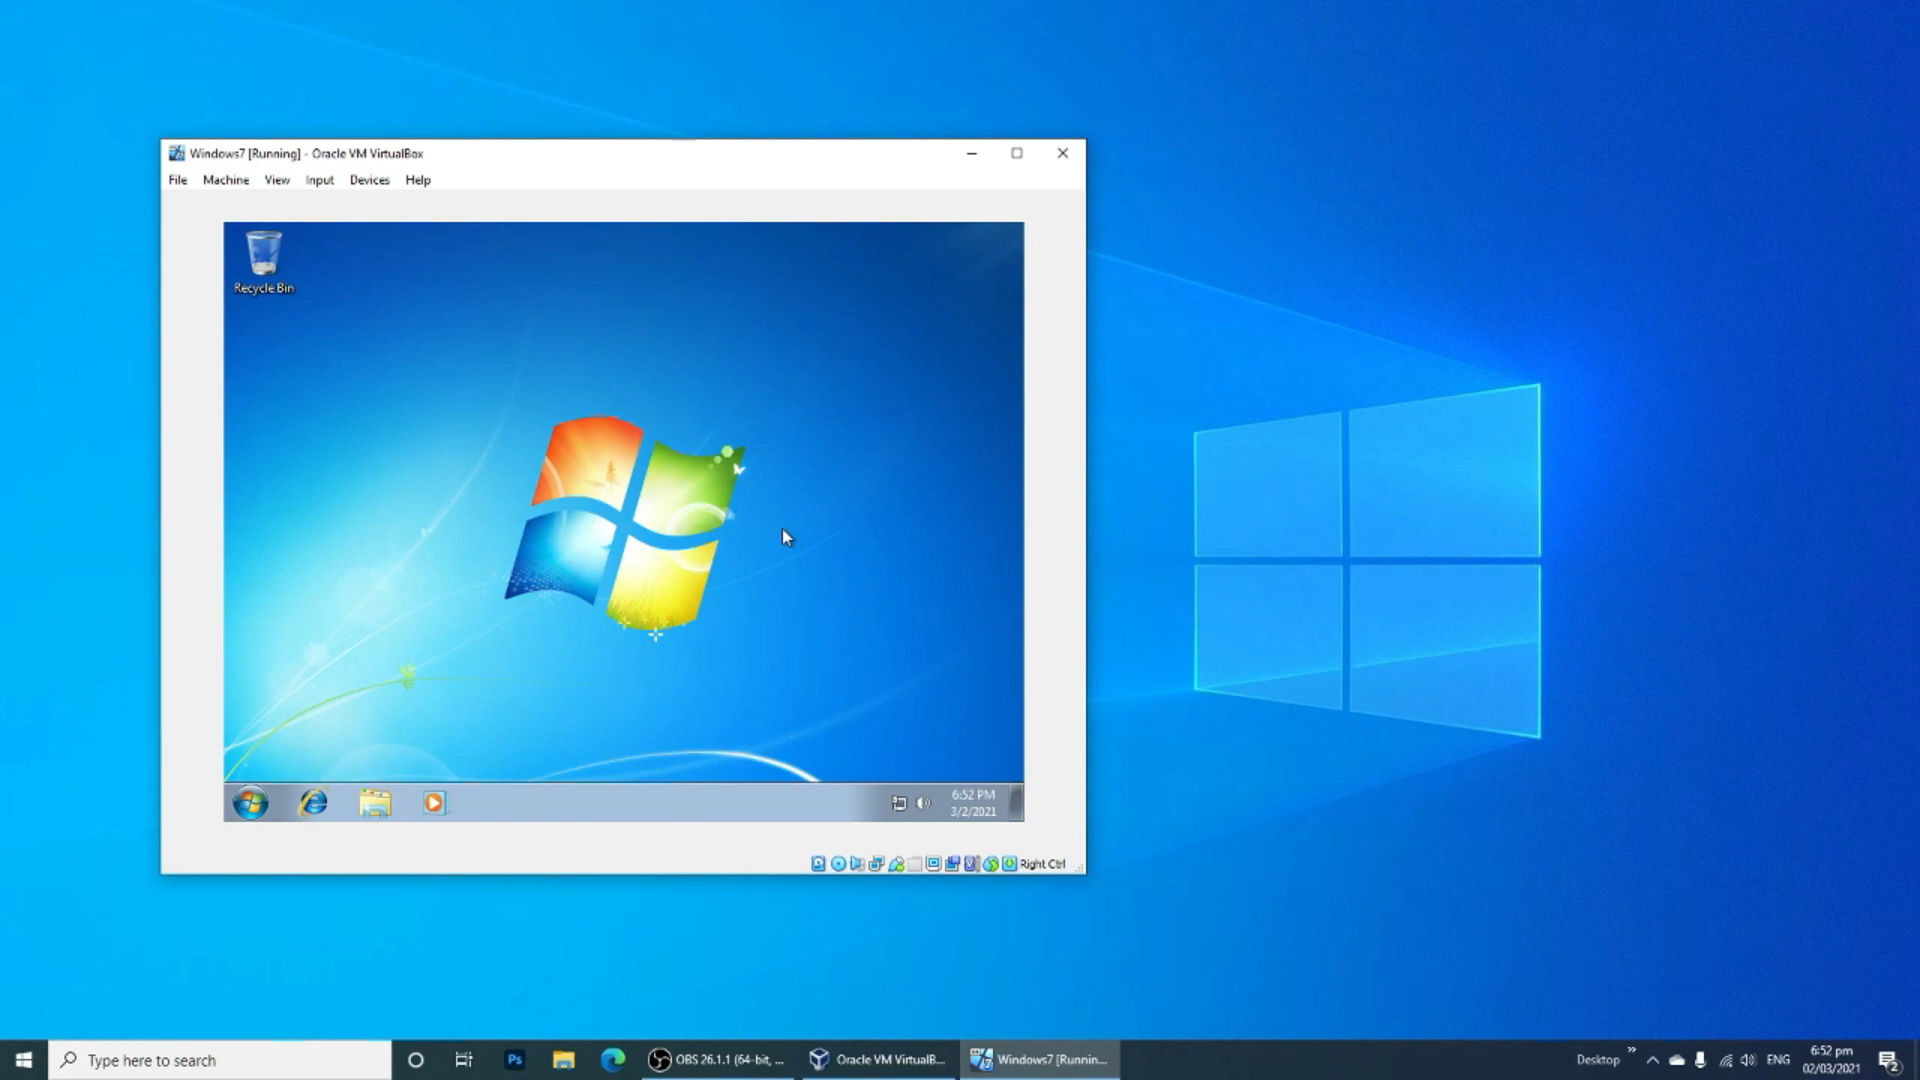 Windows7 [Running] - Oracle VM VirtualBox
File Machine View Input Devices Help
Recycle Bin
6:52 PM
3/2/2021
Right Ctrl
Type here to search
Ps
OBS 26.1.1 (64-bit, ...
Oracle VM VirtualB...
Windows7 [Runnin...
Desktop
ENG
6:52 pm
02/03/2021
2